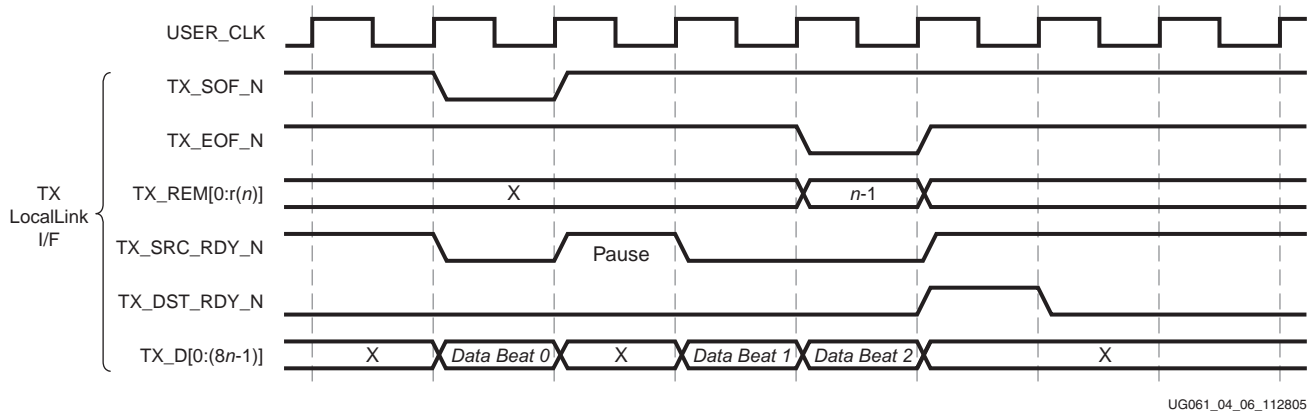 USER_CLK
TX_SOF_N
TX_EOF_N
TX
LocalLink
I/F
TX_REM[0:r(n)]
X
n-1
TX_SRC_RDY_N
Pause
TX_DST_RDY_N
TX_D[0:(8n-1)]
X
Data Beat 0
X
Data Beat 1
Data Beat 2
X
UG061_04_06_112805